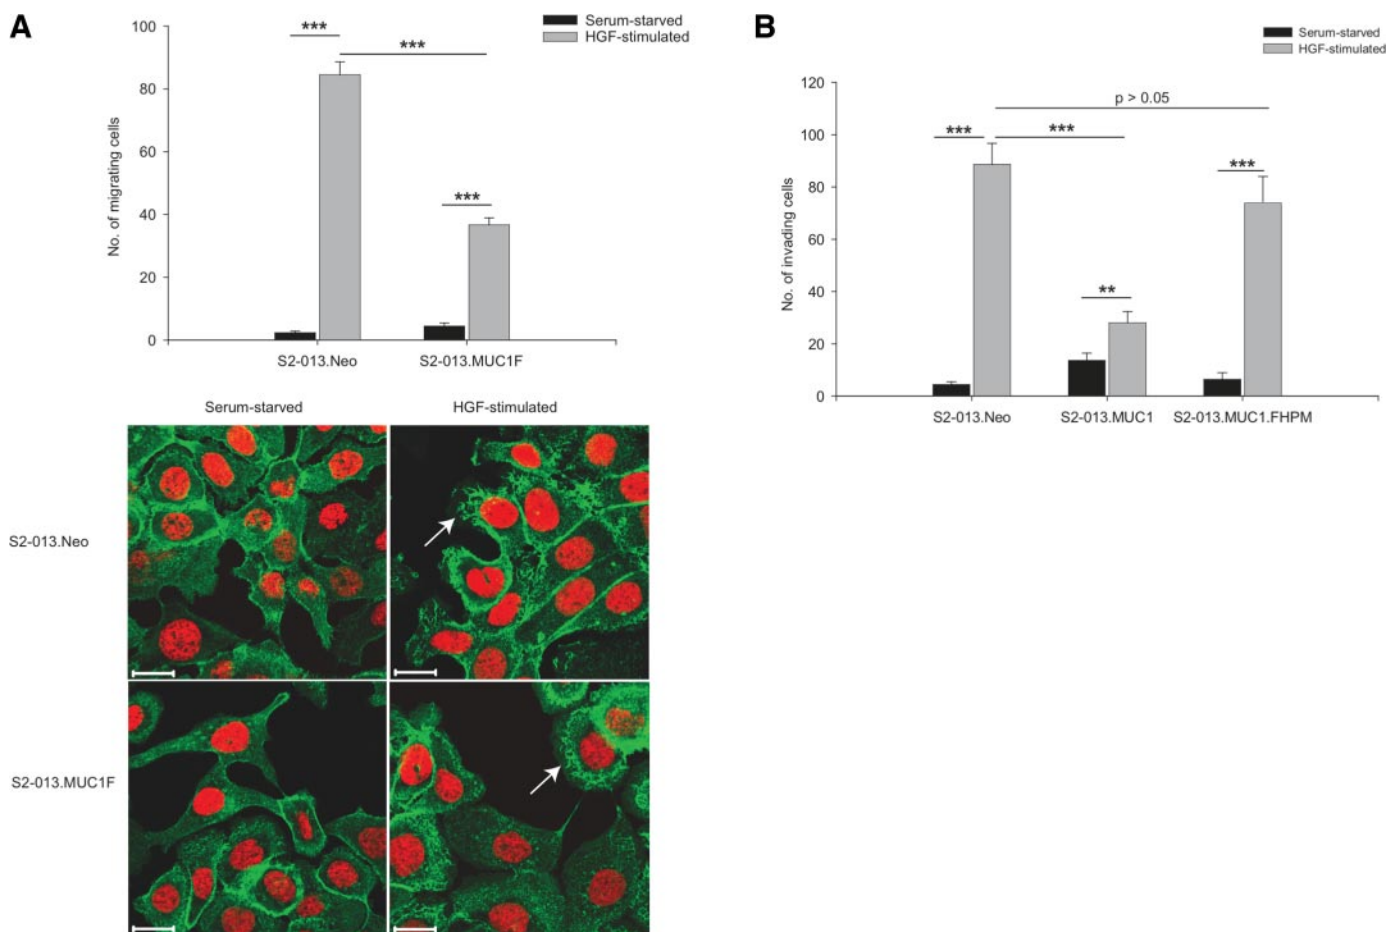 A
100
80
60
40
20
0
No. of migrating cells
***
***
***
Serum-starved
HGF-stimulated
S2-013.Neo
S2-013.MUC1F
Serum-starved
HGF-stimulated
S2-013.Neo
S2-013.MUC1F
B
Serum-starved
HGF-stimulated
120
100
80
60
40
20
0
No. of invading cells
p > 0.05
***
***
***
**
S2-013.Neo
S2-013.MUC1
S2-013.MUC1.FHPM